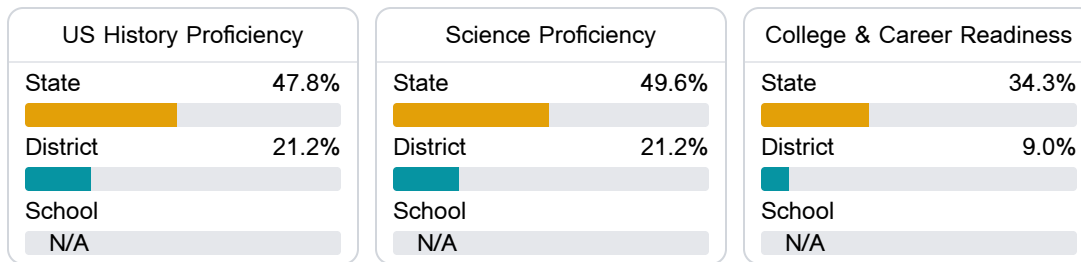 US History Proficiency
State 47.8%
District 21.2%
School
N/A
Science Proficiency
State 49.6%
District 21.2%
School
N/A
College & Career Readiness
State 34.3%
District 9.0%
School
N/A